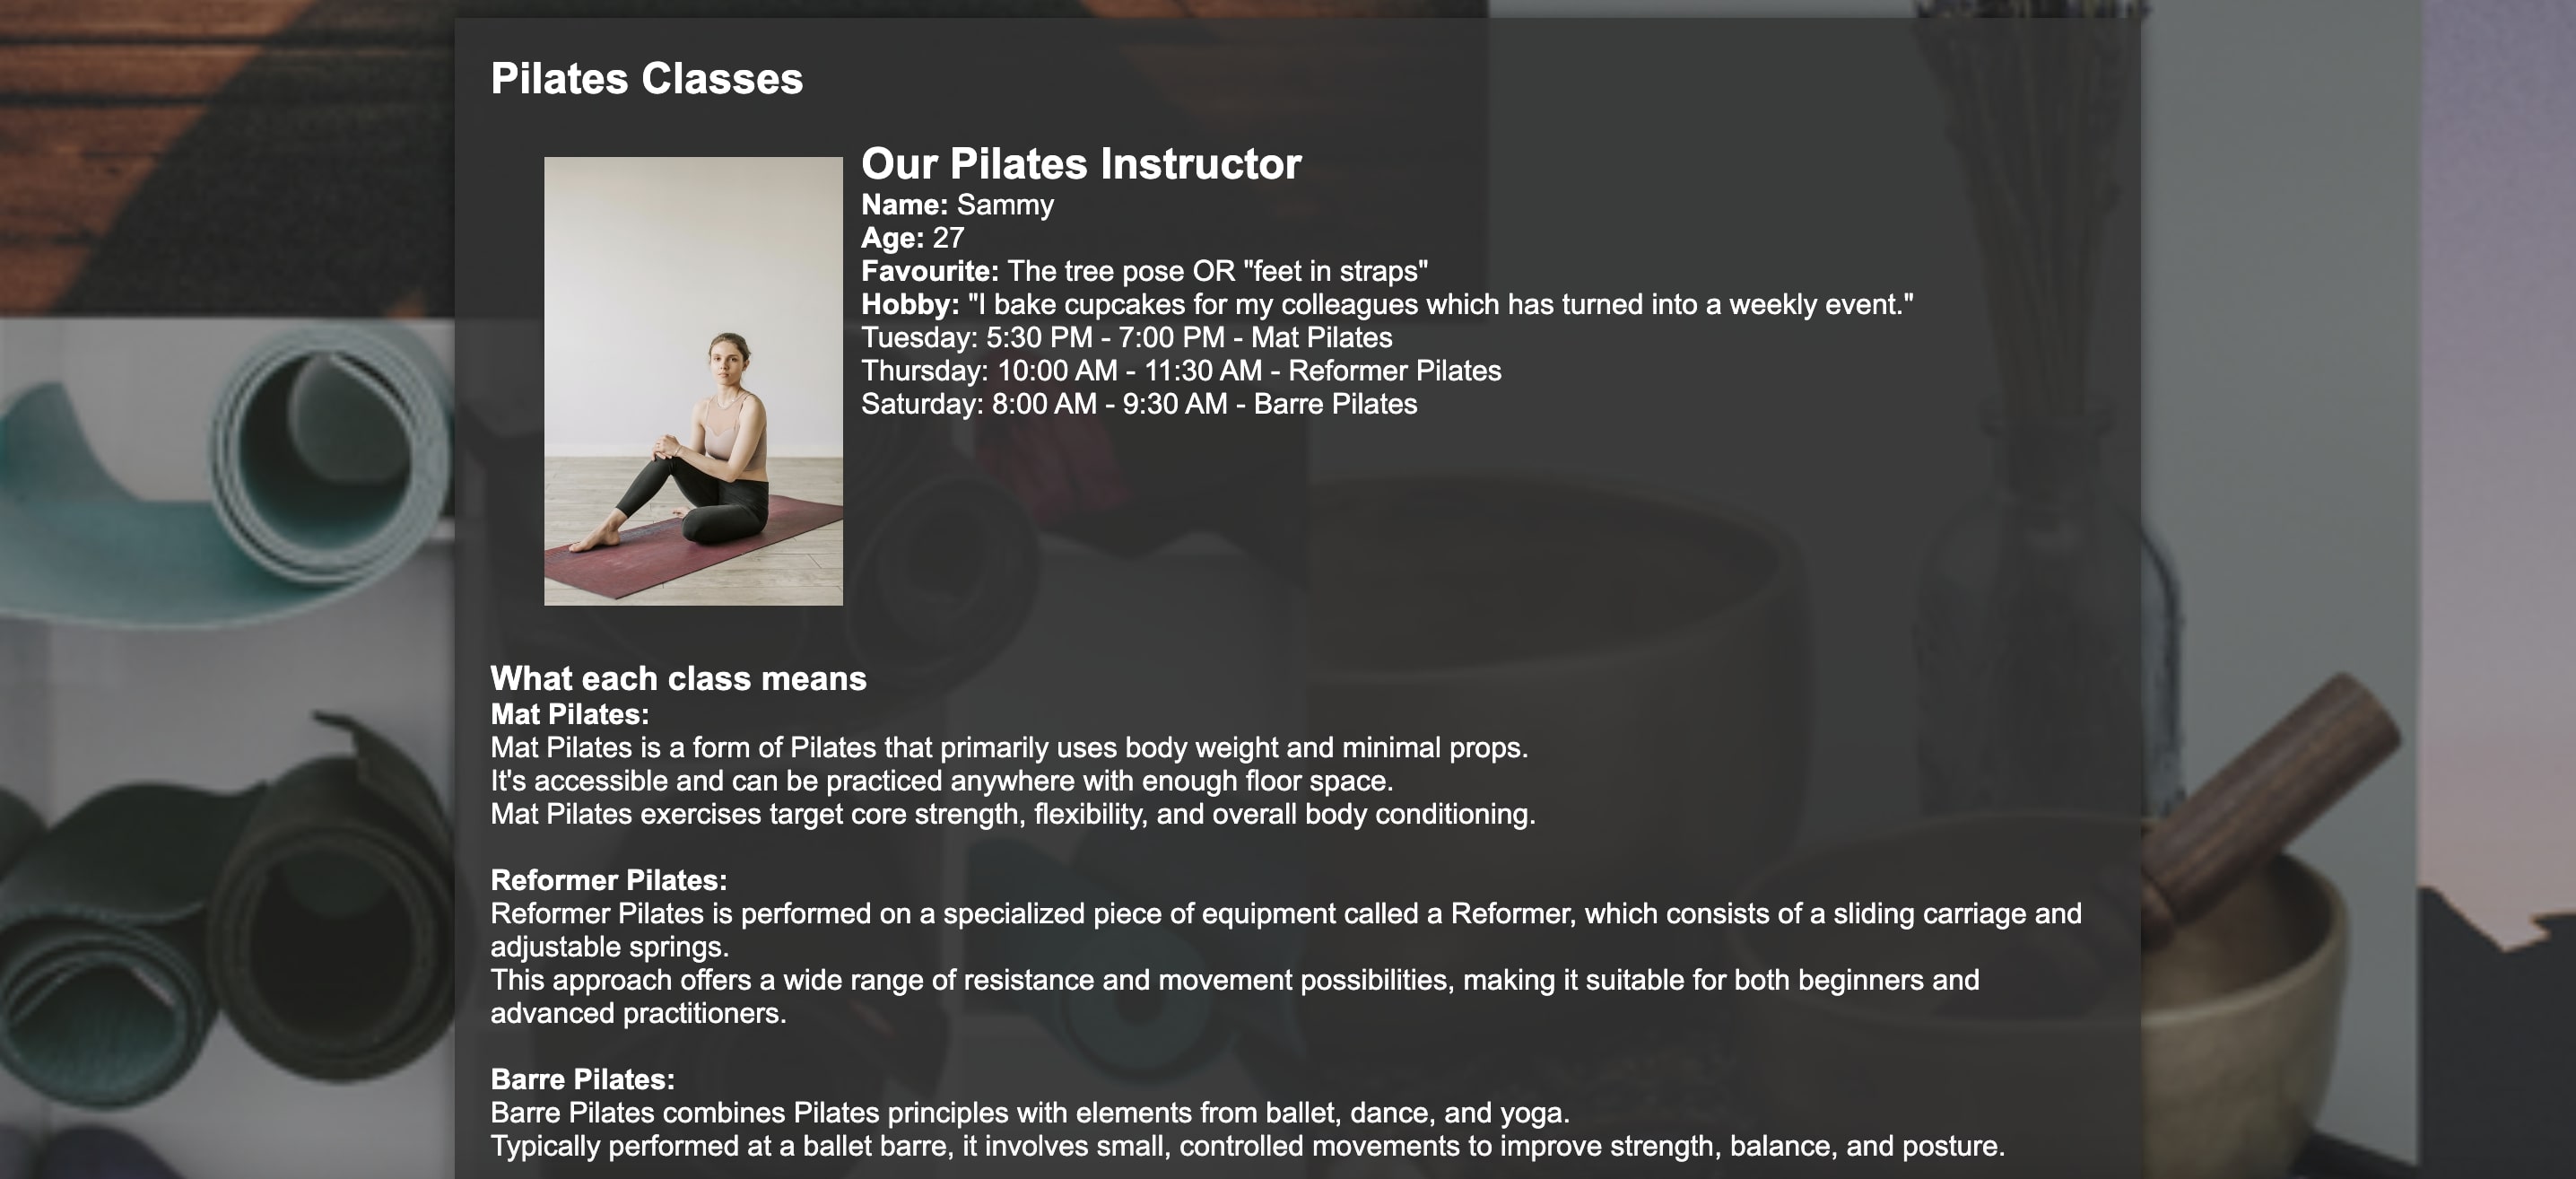 Pilates Classes
Our Pilates Instructor
Name: Sammy
Age: 27
Favourite: The tree pose OR "feet in straps"
Hobby: "I bake cupcakes for my colleagues which has turned into a weekly event."
Tuesday: 5:30 PM - 7:00 PM - Mat Pilates
Thursday: 10:00 AM - 11:30 AM - Reformer Pilates
Saturday: 8:00 AM - 9:30 AM - Barre Pilates
What each class means
Mat Pilates:
Mat Pilates is a form of Pilates that primarily uses body weight and minimal props.
It's accessible and can be practiced anywhere with enough floor space.
Mat Pilates exercises target core strength, flexibility, and overall body conditioning.
Reformer Pilates:
Reformer Pilates is performed on a specialized piece of equipment called a Reformer, which consists of a sliding carriage and
adjustable springs.
This approach offers a wide range of resistance and movement possibilities, making it suitable for both beginners and
advanced practitioners.
Barre Pilates:
Barre Pilates combines Pilates principles with elements from ballet, dance, and yoga.
Typically performed at a ballet barre, it involves small, controlled movements to improve strength, balance, and posture.